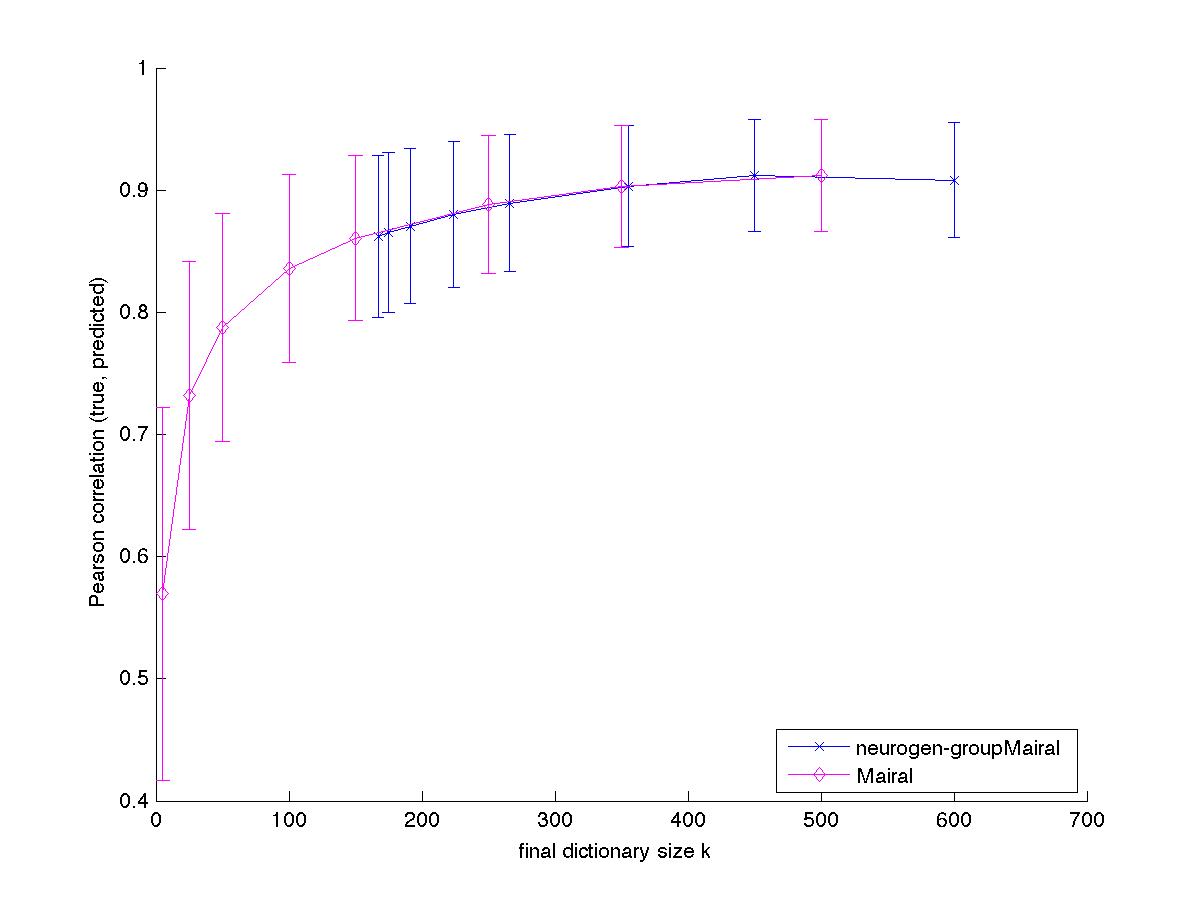 1
0.9
0.8
0.7
0.6
0.5
0.4
Pearson correlation (true, predicted)
0 100 200 300 400 500 600 700
final dictionary size k
neurogen-groupMairal
Mairal